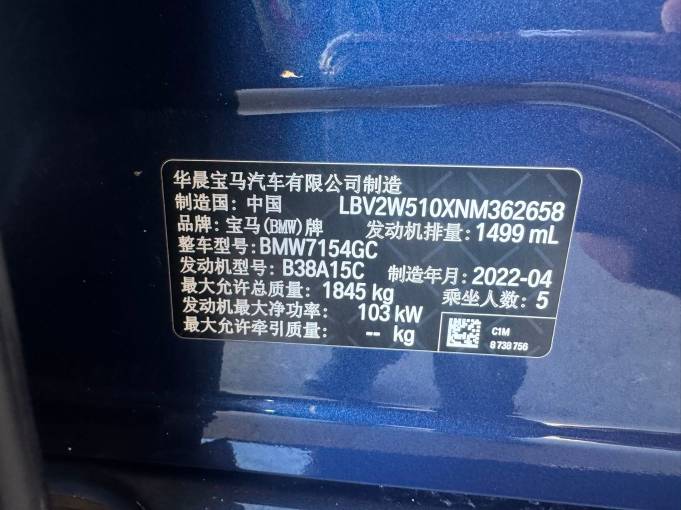 华晨宝马汽车有限公司制造
制造国: 中国 LBV2W510XNM362658
品牌: 宝马(BMW)牌 发动机排量: 1499 mL
整车型号: BMW7154GC
发动机型号: B38A15C 制造年月: 2022-04
最大允许总质量: 1845 kg 乘坐人数: 5
发动机最大净功率: 103 kW
最大允许牵引质量: -- kg
C1M
8 738 756